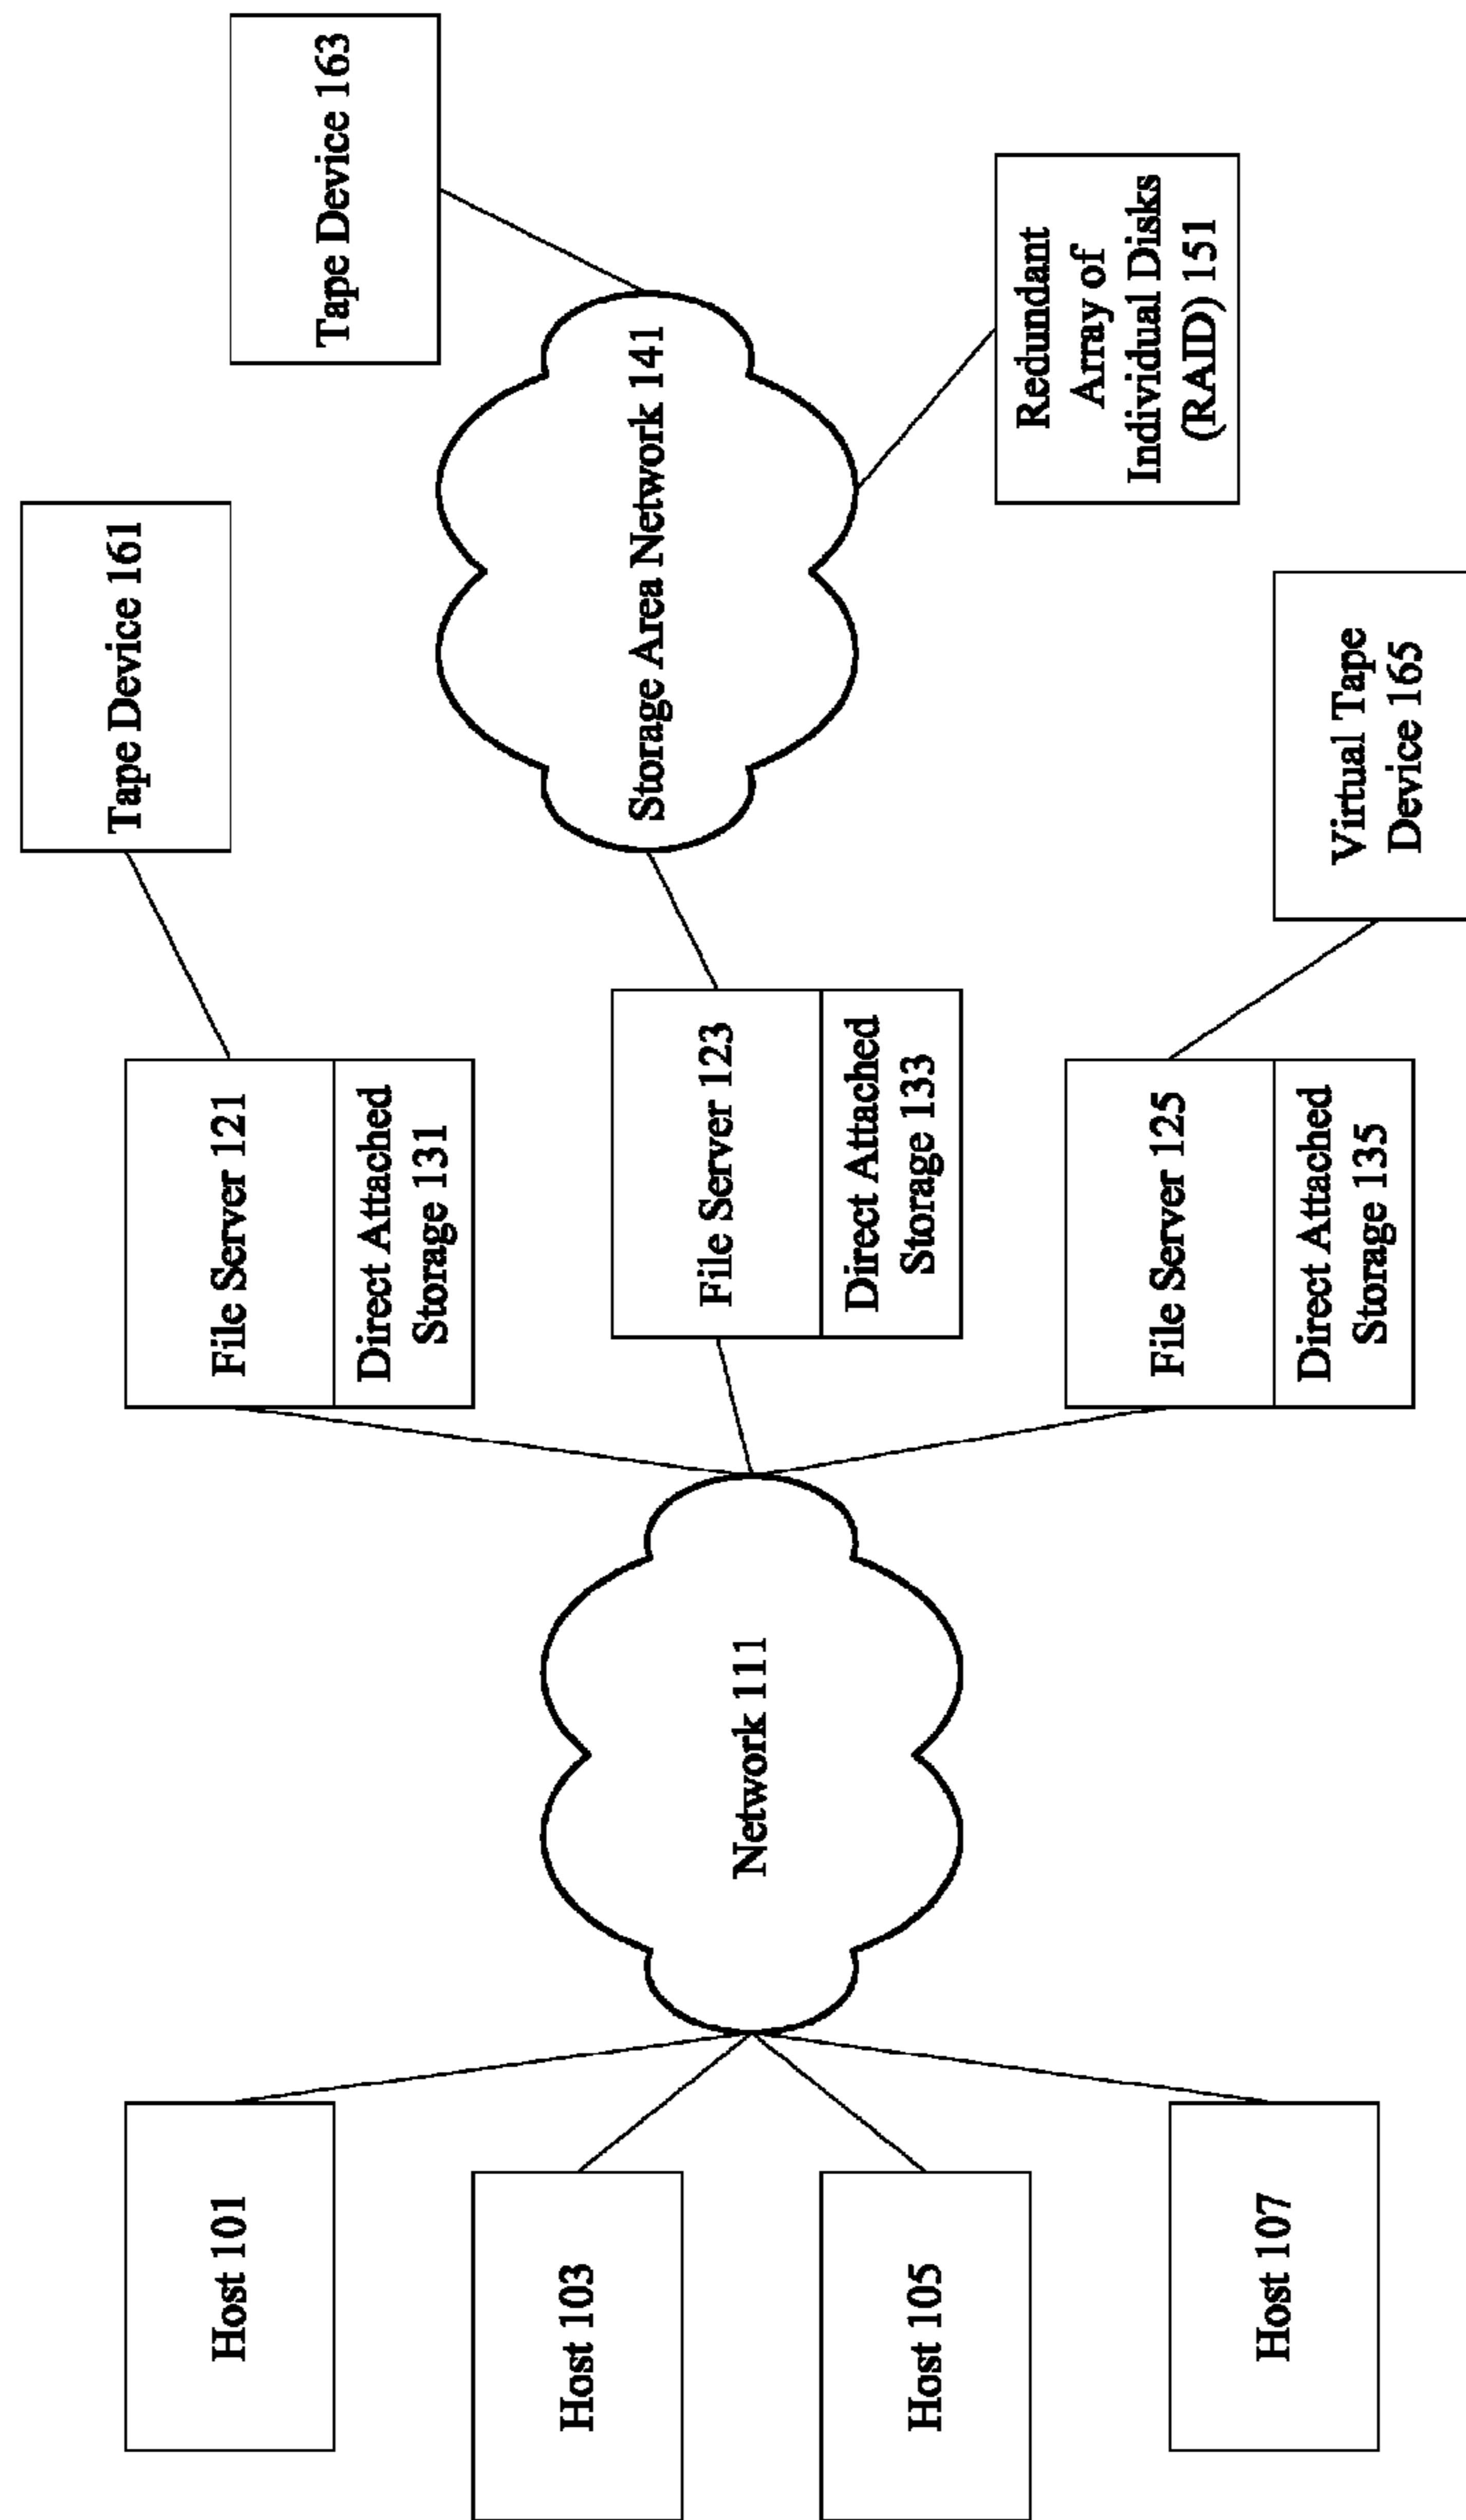 Host 101
Host 103
Host 105
Host 107
Network 111
File Server 121
Direct Attached
Storage 131
File Server 123
Direct Attached
Storage 133
File Server 125
Direct Attached
Storage 135
Tape Device 161
Storage Area Network 141
Virtual Tape
Device 165
Tape Device 163
Redundant
Array of
Individual Disks
(RAID) 151